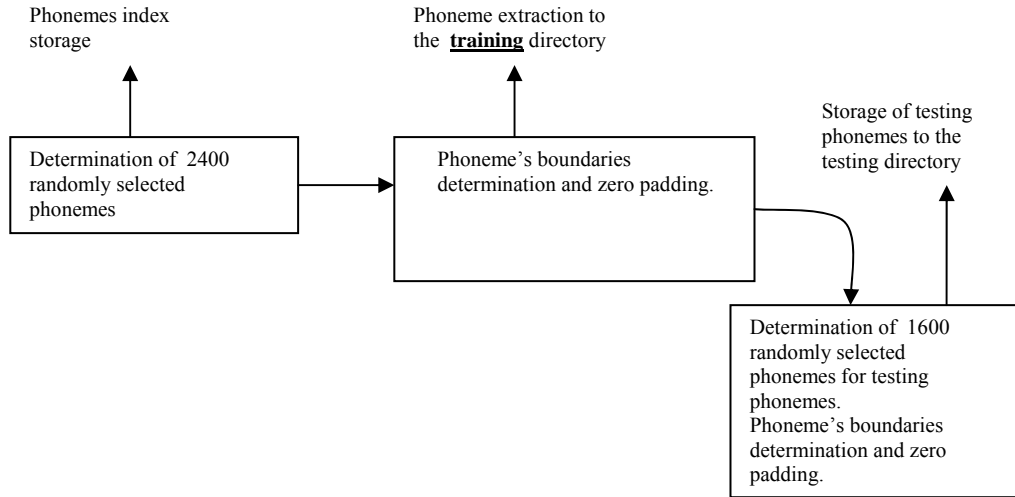 Phonemes index
storage
Phoneme extraction to
the training directory
Storage of testing
phonemes to the
testing directory
Determination of 2400
randomly selected
phonemes
Phoneme’s boundaries
determination and zero padding.
Determination of 1600
randomly selected
phonemes for testing
phonemes.
Phoneme’s boundaries
determination and zero
padding.